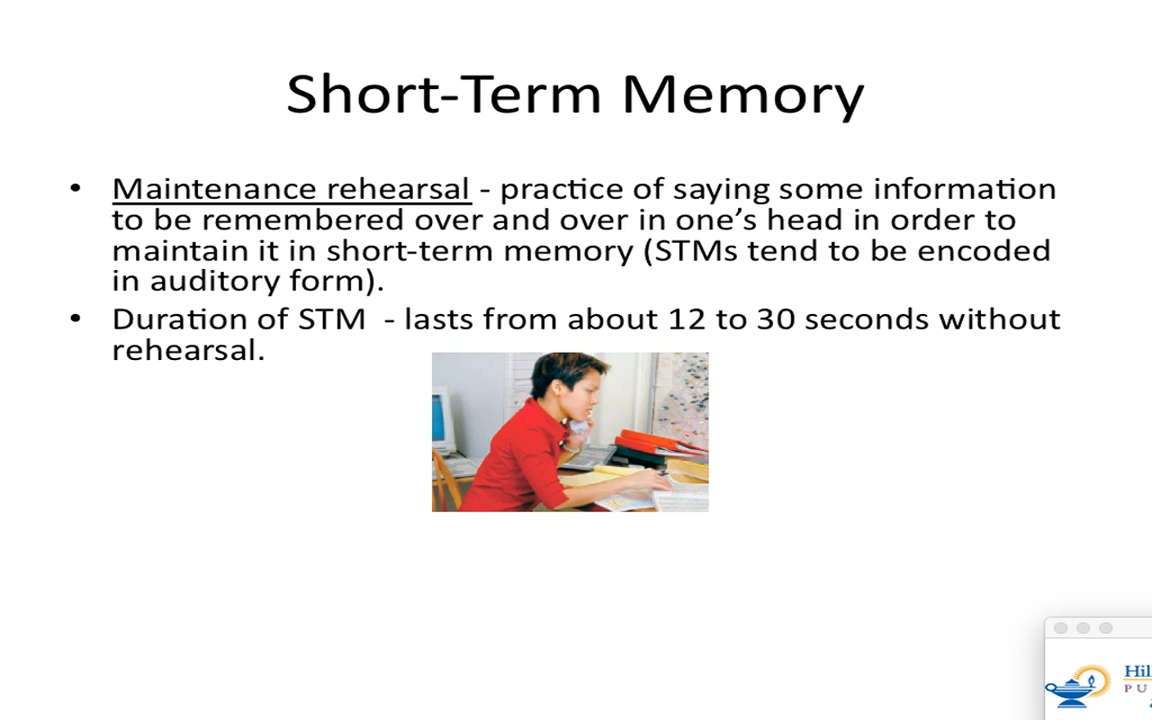 Short-Term Memory
• Maintenance rehearsal - practice of saying some information
to be remembered over and over in one’s head in order to
maintain it in short-term memory (STMs tend to be encoded
in auditory form).
• Duration of STM - lasts from about 12 to 30 seconds without
rehearsal.